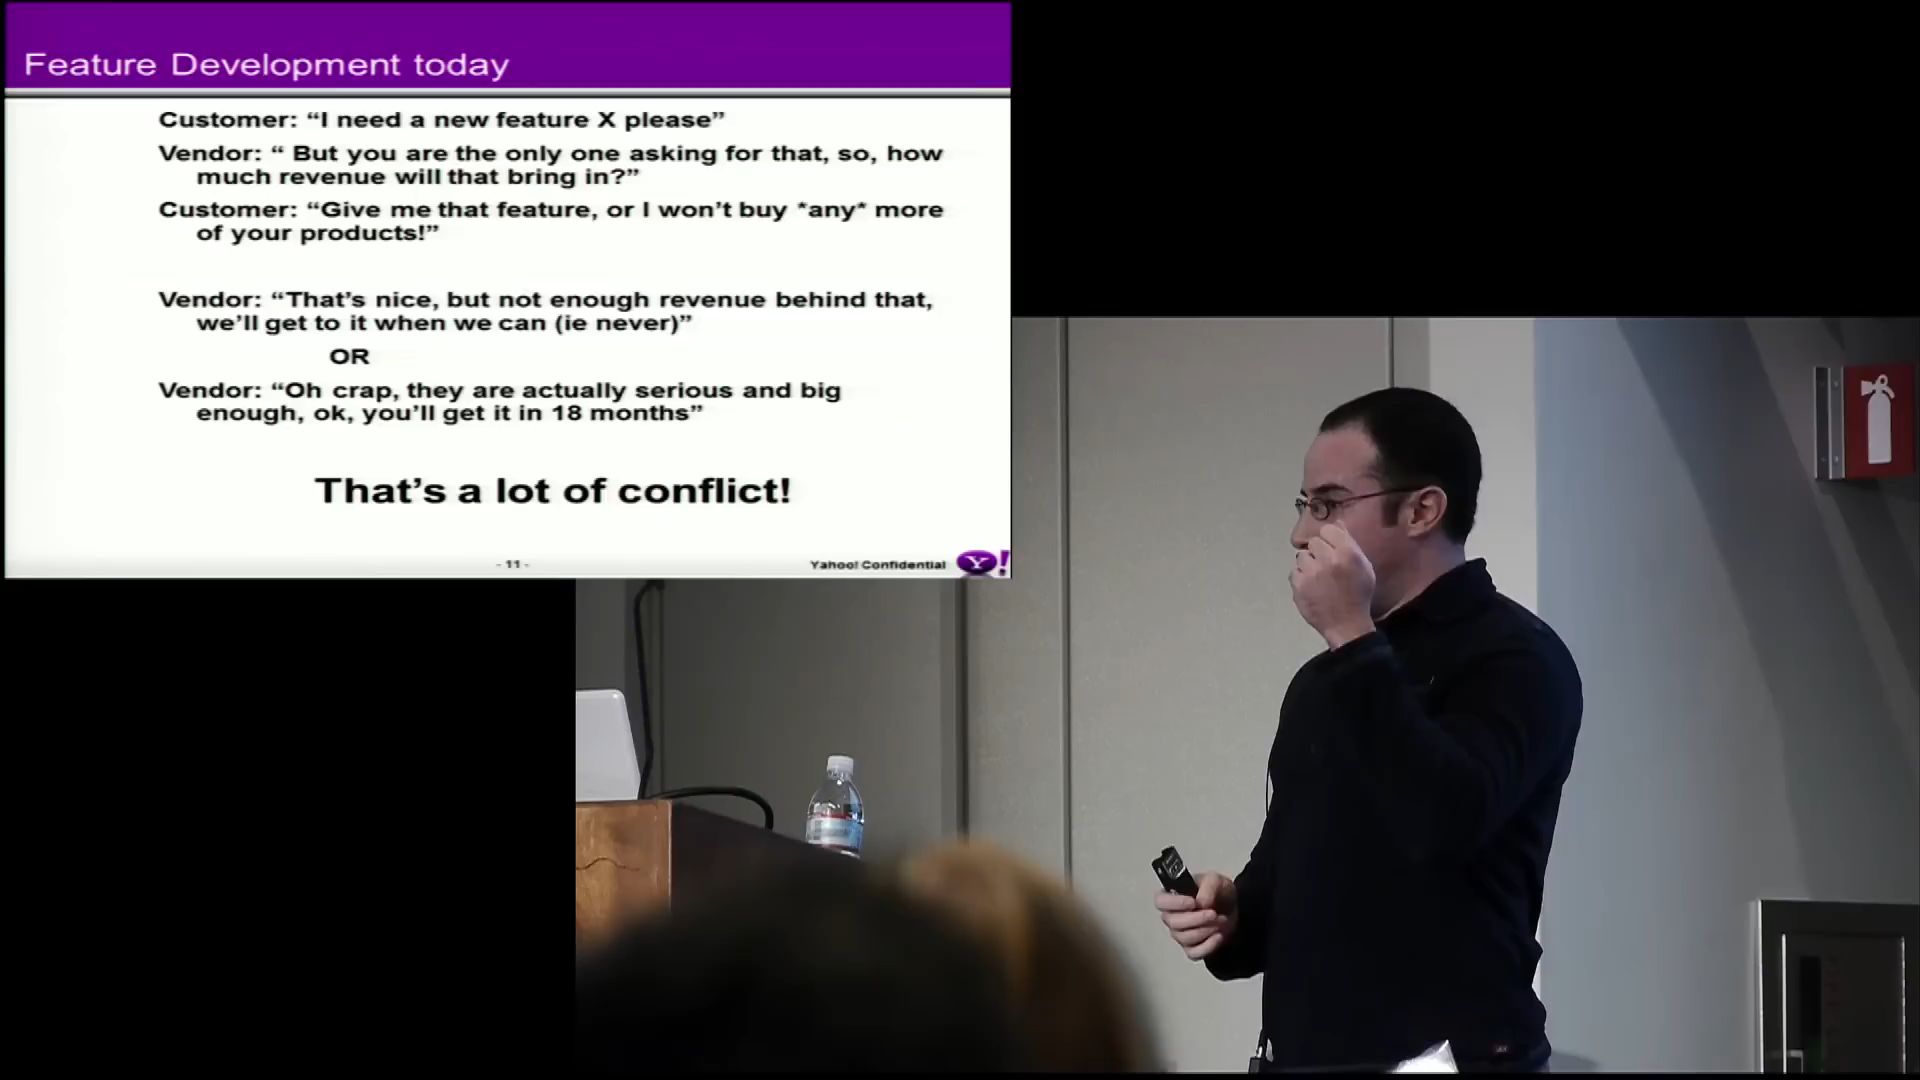 Feature Development today
Customer: “I need a new feature X please”
Vendor: “ But you are the only one asking for that, so, how
much revenue will that bring in?”
Customer: “Give me that feature, or I won’t buy *any* more
of your products!”
Vendor: “That’s nice, but not enough revenue behind that,
we’ll get to it when we can (ie never)”
OR
Vendor: “Oh crap, they are actually serious and big
enough, ok, you’ll get it in 18 months”
That’s a lot of conflict!
- 11 -
Yahoo! Confidential
Y!